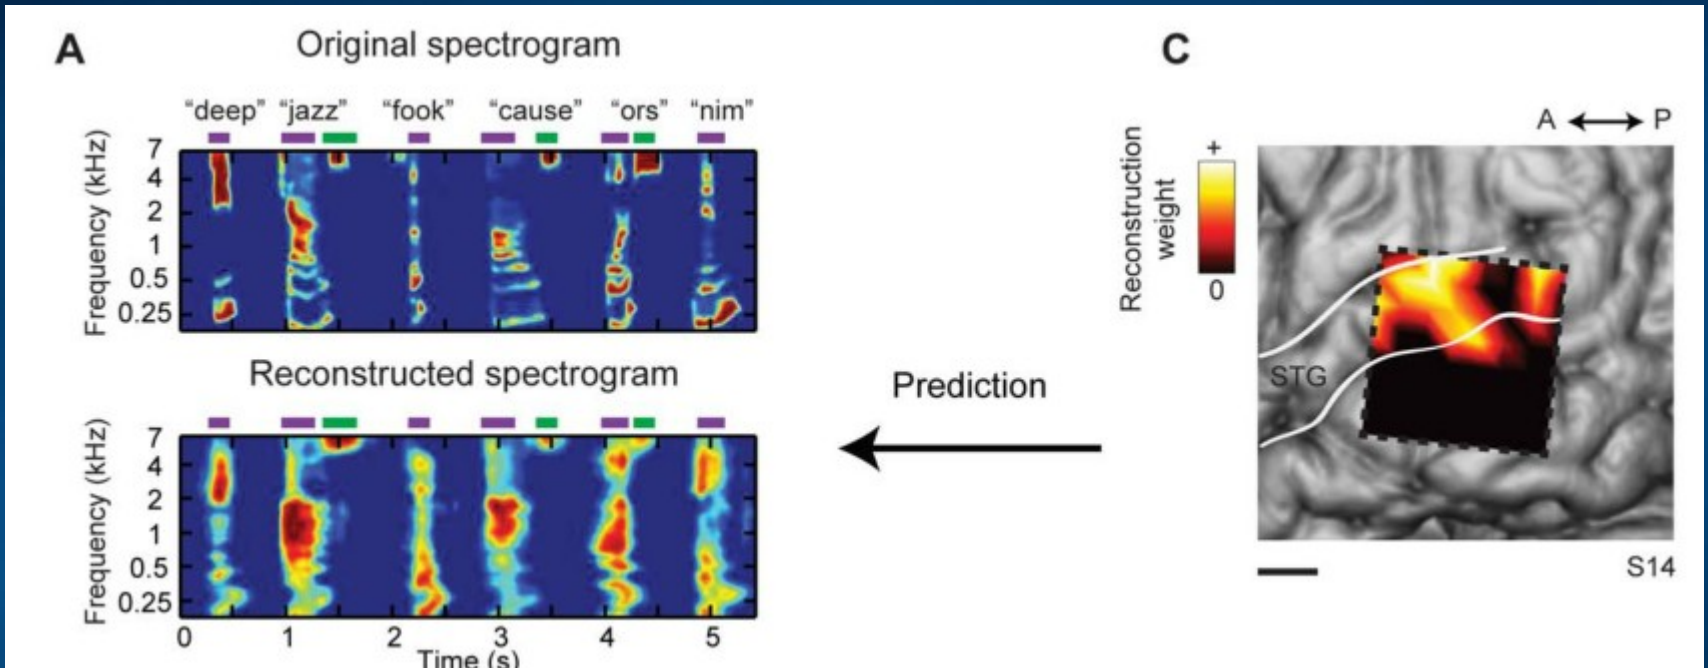 A
Original spectrogram
“deep” “jazz” “fook” “cause” “ors” “nim”
Frequency (kHz)
7
4
2
1
0.5
0.25
Reconstructed spectrogram
Frequency (kHz)
7
4
2
1
0.5
0.25
0 1 2 3 4 5
Time (s)
Prediction
C
A P
Reconstruction
weight
+
0
STG
S14